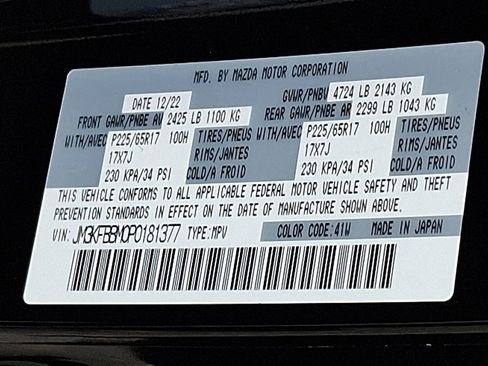 MFD. BY MAZDA MOTOR CORPORATION
DATE 12/22 GVWR/PNBV 4724 LB 2143 KG
FRONT GAWR/PNBE AV 2425 LB 1100 KG REAR GAWR/PNBE AR 2299 LB 1043 KG
WITH/AVEC P225/65R17 100H TIRES/PNEUS WITH/AVEC P225/65R17 100H TIRES/PNEUS
17X7J RIMS/JANTES 17X7J RIMS/JANTES
230 KPA/34 PSI COLD/A FROID 230 KPA/34 PSI COLD/A FROID
THIS VEHICLE CONFORMS TO ALL APPLICABLE FEDERAL MOTOR VEHICLE SAFETY AND THEFT
PREVENTION STANDARDS IN EFFECT ON THE DATE OF MANUFACTURE SHOWN ABOVE.
VIN: JM3KFBBM0P0181377 TYPE:MPV COLOR CODE:41W MADE IN JAPAN